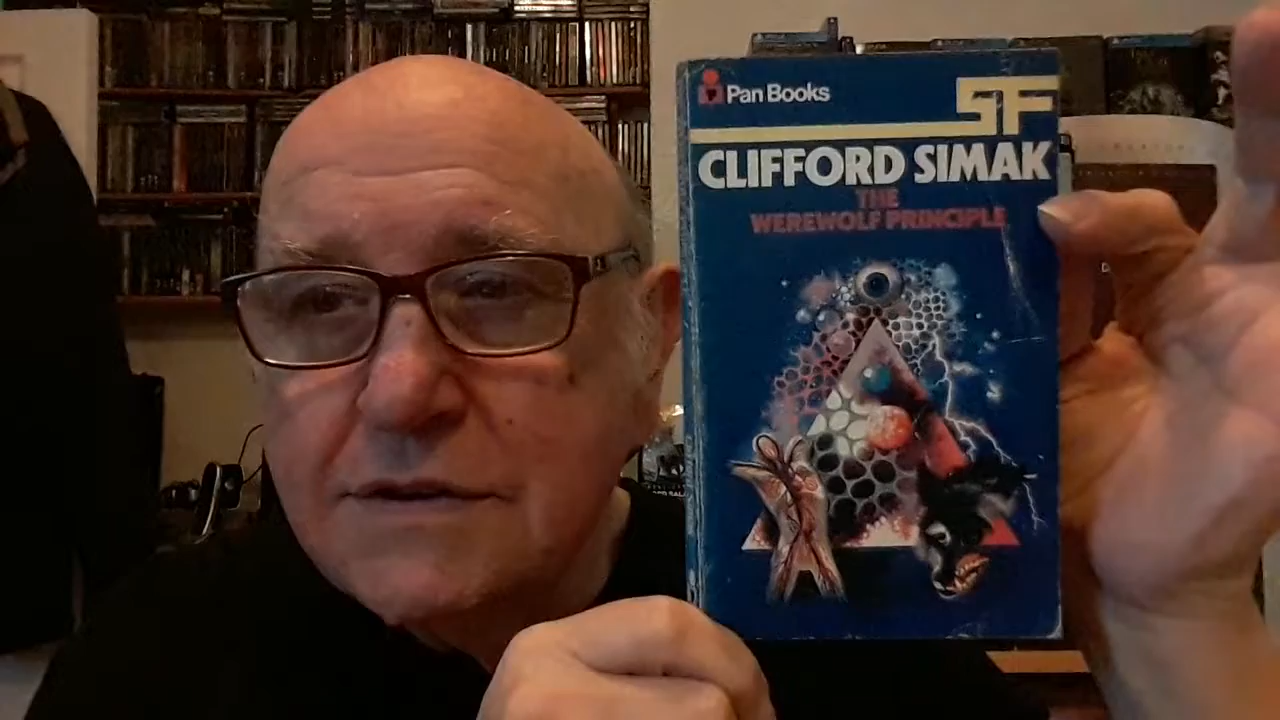 Pan Books
SF
CLIFFORD SIMAK
THE
WEREWOLF PRINCIPLE